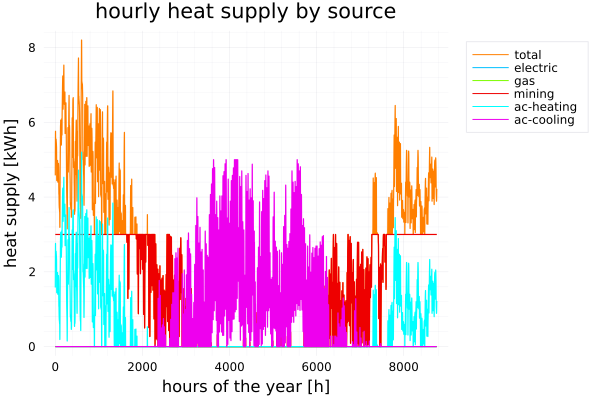 hourly heat supply by source
total
electric
gas
mining
ac-heating
ac-cooling
heat supply [kWh]
8
6
4
2
0
0
2000
4000
6000
8000
hours of the year [h]